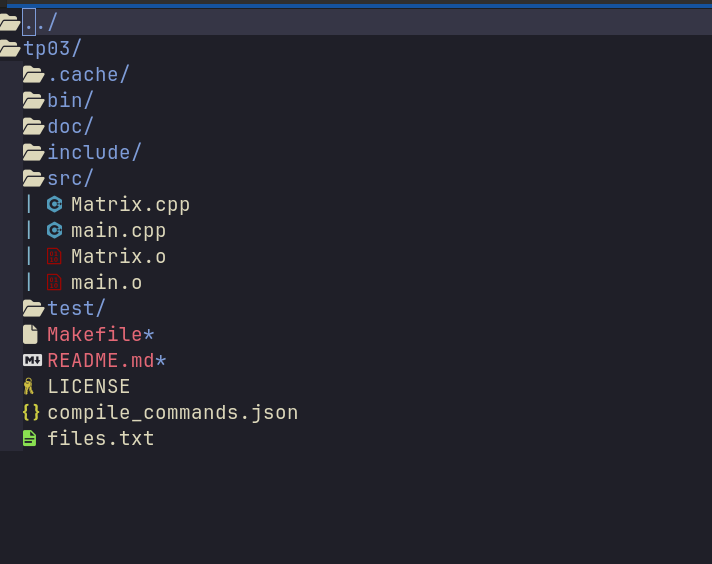 ../
tp03/
.cache/
bin/
doc/
include/
src/
| Matrix.cpp
| main.cpp
| Matrix.o
| main.o
test/
Makefile*
README.md*
LICENSE
{} compile_commands.json
files.txt